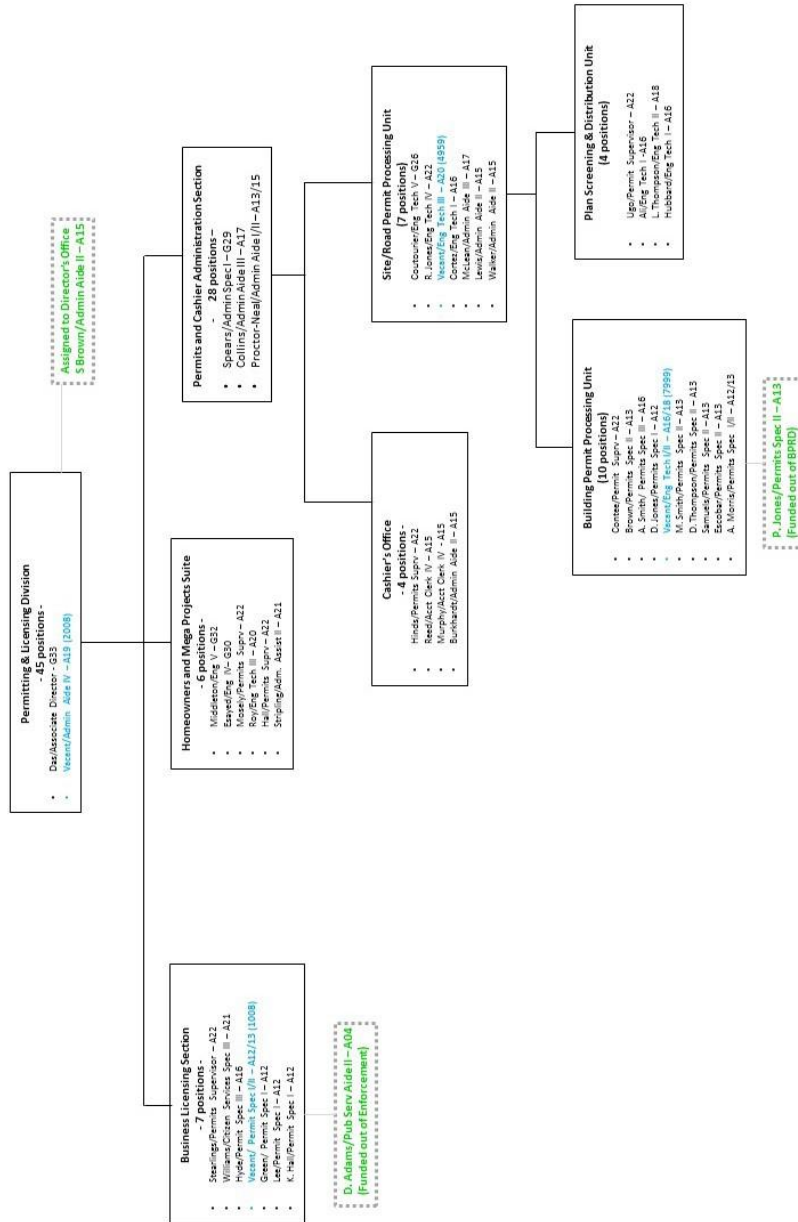 Permitting & Licensing Division
- 45 positions -
• Das/Associate Director - G33
• Vacant/Admin Aide IV – A19 (2008)
Assigned to Director's Office
S Brown/Admin Aide II – A15
Business Licensing Section
- 7 positions -
• Stearlings/Permits Supervisor – A22
• Williams/Citizen Services Spec III – A21
• Hyde/Permit Spec III – A16
• Vacant/ Permit Spec I/II – A12/13 (1008)
• Green/ Permit Spec I – A12
• Lee/Permit Spec I – A12
• K. Hall/Permit Spec I – A12
D. Adams/Pub Serv Aide II – A04
(Funded out of Enforcement)
Homeowners and Mega Projects Suite
- 6 positions -
• Middleton/Eng V – G32
• Esayed/Eng IV– G30
• Mosely/Permits Suprv – A22
• Roy/Eng Tech III – A20
• Hall/Permits Suprv – A22
• Stripling/Adm. Assist II – A21
Permits and Cashier Administration Section
- 28 positions –
• Spears/Admin Spec I – G29
• Collins/Admin Aide III – A17
• Proctor-Neal/Admin Aide I/II – A13/15
Cashier's Office
- 4 positions -
• Hinds/Permits Suprv – A22
• Reed/Acct Clerk IV – A15
• Murphy/Acct Clerk IV - A15
• Burkhardt/Admin Aide II – A15
Site/Road Permit Processing Unit
(7 positions)
• Coutourier/Eng Tech V – G26
• R. Jones/Eng Tech IV – A22
• Vacant/Eng Tech III – A20 (4959)
• Cortez/Eng Tech I – A16
• McLean/Admin Aide III – A17
• Lewis/Admin Aide II – A15
• Walker/Admin Aide II – A15
Building Permit Processing Unit
(10 positions)
• Contee/Permit Suprv – A22
• Brown/Permits Spec II – A13
• A. Smith/ Permits Spec III – A16
• D. Jones/Permits Spec I – A12
• Vacant/Eng Tech I/II – A16/18 (7999)
• M. Smith/Permits Spec II – A13
• D. Thompson/Permits Spec II – A13
• Samuels/Permits Spec II – A13
• Escobar/Permits Spec II – A13
• A. Morris/Permits Spec I/II – A12/13
P. Jones/Permits Spec II – A13
(Funded out of BPRD)
Plan Screening & Distribution Unit
(4 positions)
• Ugo/Permit Supervisor – A22
• Ali/Eng Tech I -A16
• L. Thompson/Eng Tech II – A18
• Hubbard/Eng Tech I – A16